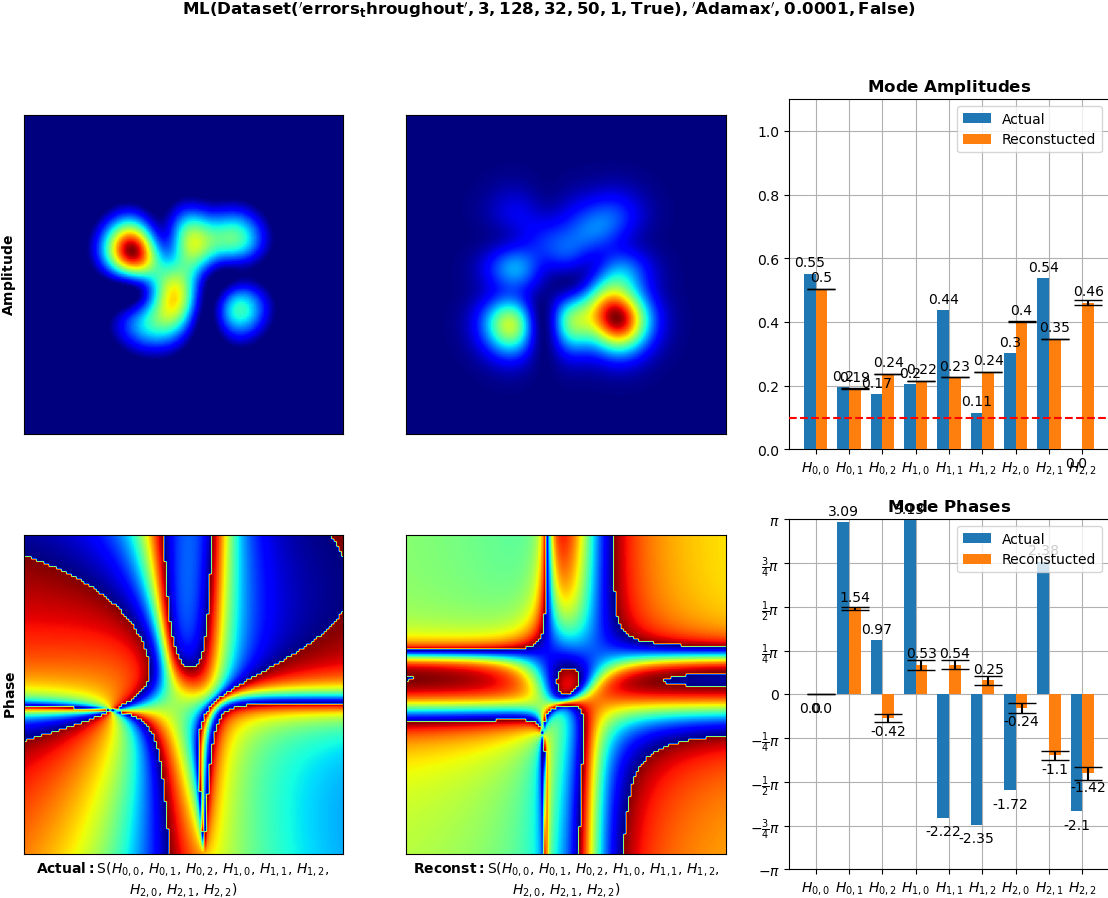 ML(Dataset('errors_throughout', 3, 128, 32, 50, 1, True), 'Adamax', 0.0001, False)
Amplitude
Mode Amplitudes
Actual
Reconstucted
1.0
0.8
0.6
0.4
0.2
0.0
0.55
0.5
0.2
0.19
0.17
0.24
0.2
0.22
0.44
0.23
0.11
0.24
0.3
0.4
0.54
0.35
0.0
0.46
H0,0 H0,1 H0,2 H1,0 H1,1 H1,2 H2,0 H2,1 H2,2
Phase
Mode Phases
Actual
Reconstucted
π
3/4π
1/2π
1/4π
0
−1/4π
−1/2π
−3/4π
−π
0.0
0.0
3.09
1.54
0.97
-0.42
0.53
-2.22
0.54
-2.35
0.25
-1.72
-0.24
2.38
-1.1
-2.1
-1.42
H0,0 H0,1 H0,2 H1,0 H1,1 H1,2 H2,0 H2,1 H2,2
Actual: S(H0,0, H0,1, H0,2, H1,0, H1,1, H1,2,
H2,0, H2,1, H2,2)
Reconst: S(H0,0, H0,1, H0,2, H1,0, H1,1, H1,2,
H2,0, H2,1, H2,2)